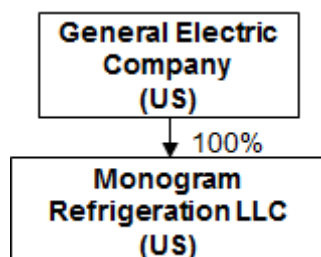 General Electric
Company
(US)
100%
Monogram
Refrigeration LLC
(US)